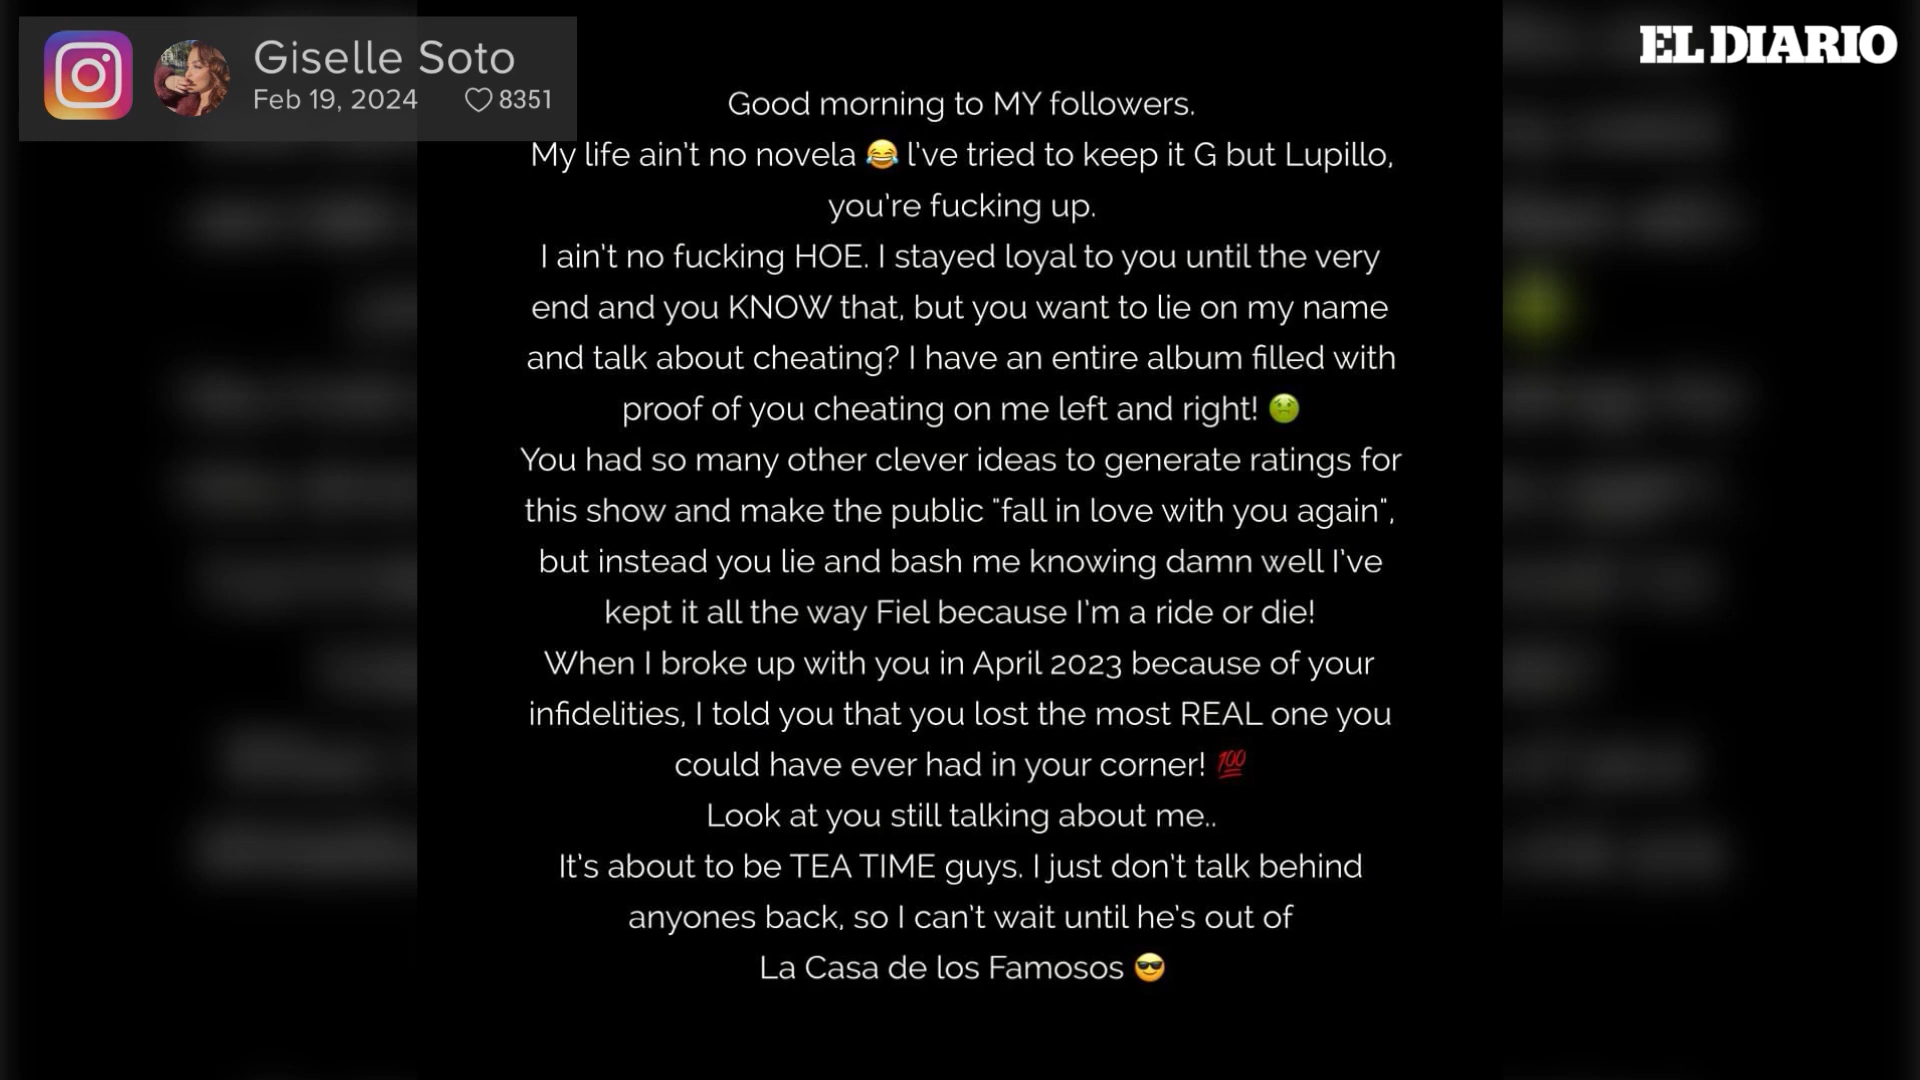 Giselle Soto
Feb 19, 2024 8351
EL DIARIO
Good morning to MY followers.
My life ain't no novela 😂 I've tried to keep it G but Lupillo,
you're fucking up.
I ain't no fucking HOE. I stayed loyal to you until the very
end and you KNOW that, but you want to lie on my name
and talk about cheating? I have an entire album filled with
proof of you cheating on me left and right! 🤢
You had so many other clever ideas to generate ratings for
this show and make the public "fall in love with you again",
but instead you lie and bash me knowing damn well I've
kept it all the way Fiel because I'm a ride or die!
When I broke up with you in April 2023 because of your
infidelities, I told you that you lost the most REAL one you
could have ever had in your corner! 💯
Look at you still talking about me..
It's about to be TEA TIME guys. I just don't talk behind
anyones back, so I can't wait until he's out of
La Casa de los Famosos 😎